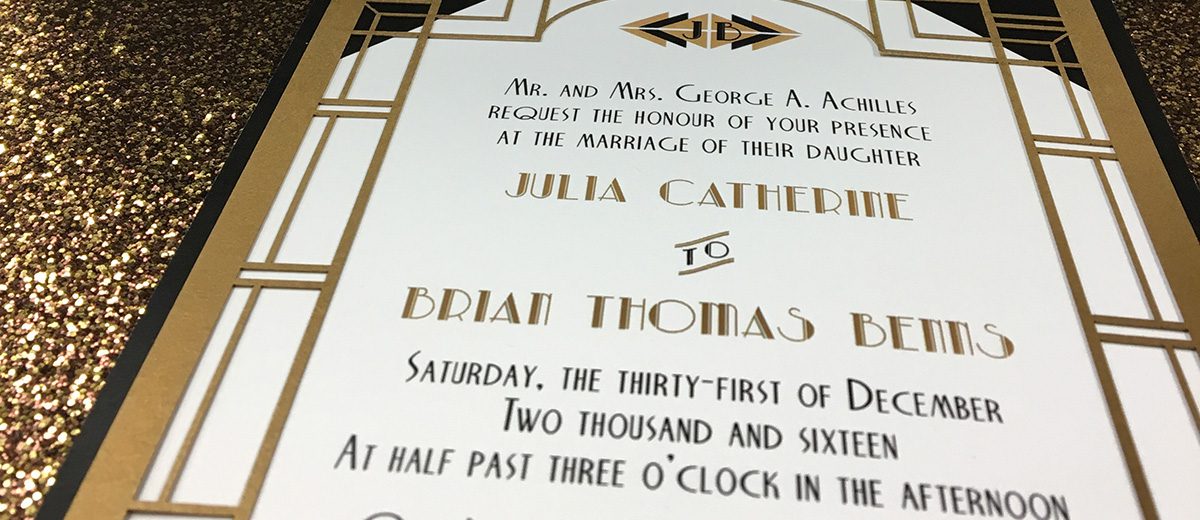 J B
Mr. and Mrs. George A. Achilles
request the honour of your presence
at the marriage of their daughter
Julia Catherine
to
Brian Thomas Benns
Saturday, the thirty-first of December
Two thousand and sixteen
At half past three o'clock in the afternoon